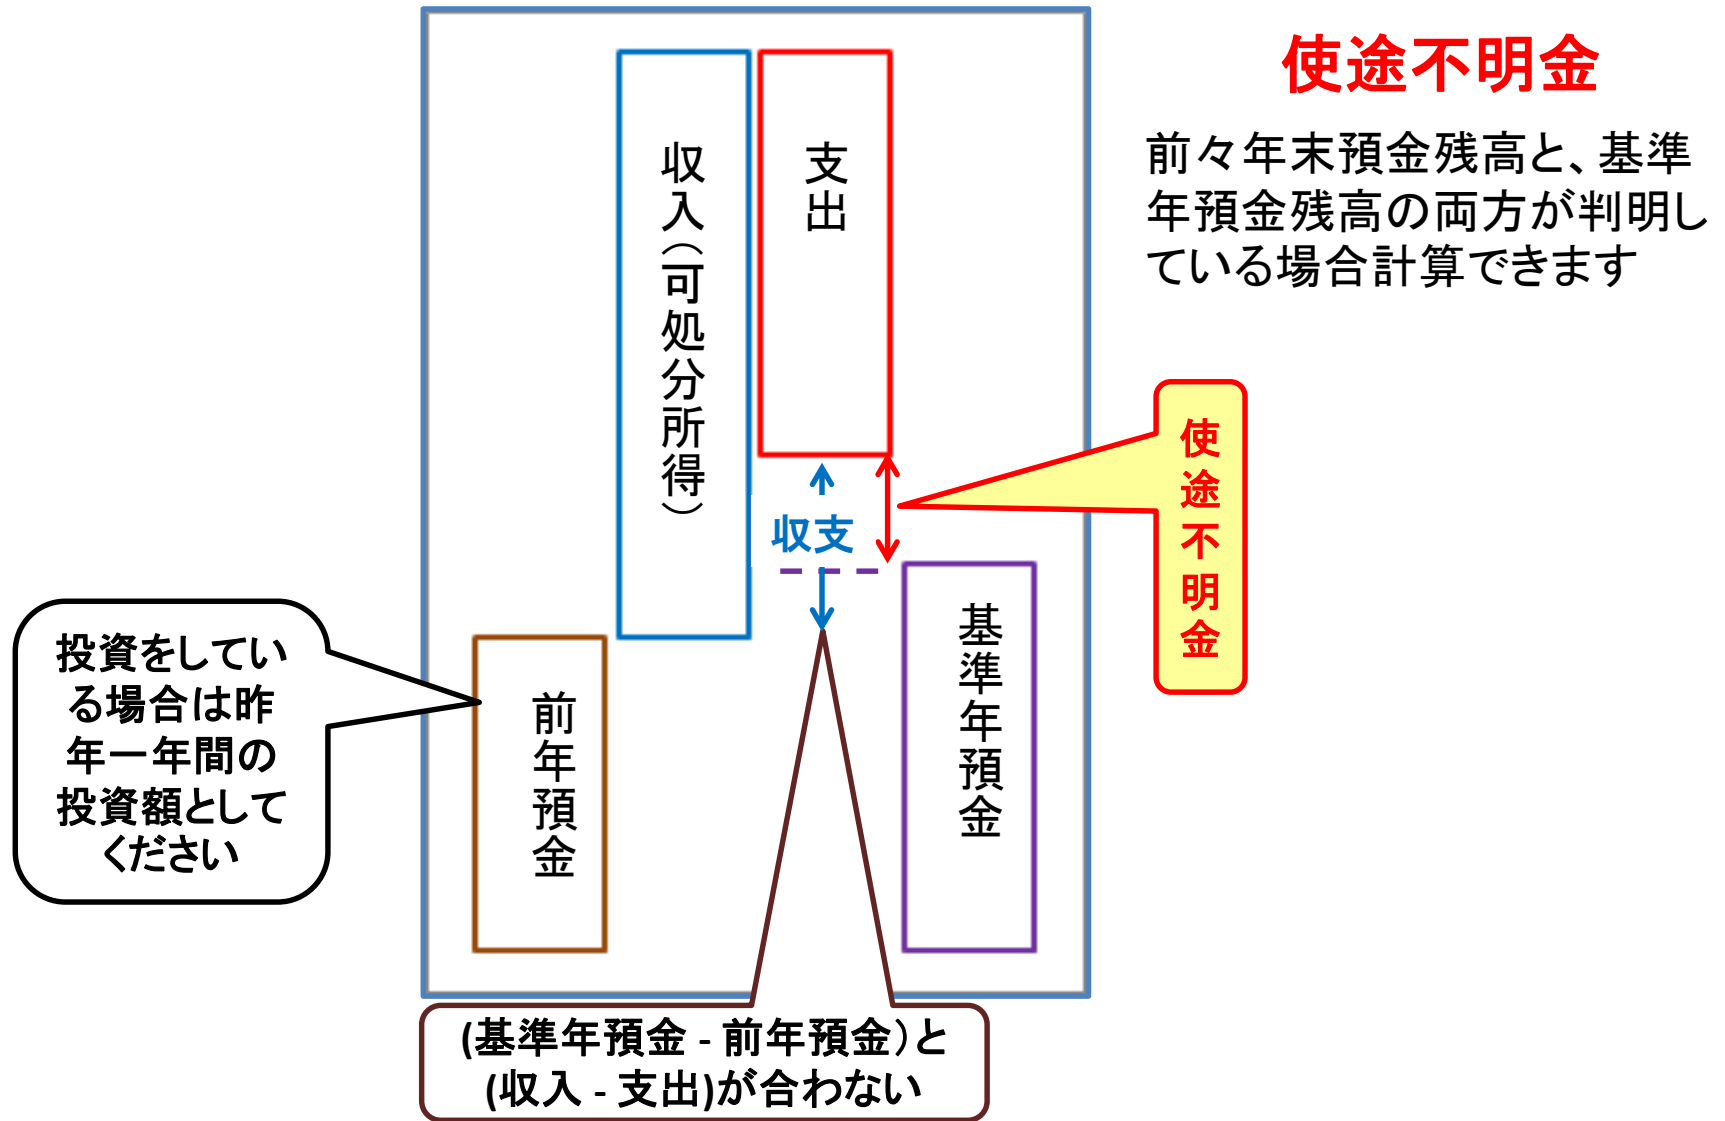 使途不明金
前々年末預金残高と、基準
年預金残高の両方が判明し
ている場合計算できます
収入（可処分所得）
支出
収支
使途不明金
投資をしてい
る場合は昨
年一年間の
投資額として
ください
前年預金
基準年預金
(基準年預金 - 前年預金）と
(収入 - 支出)が合わない